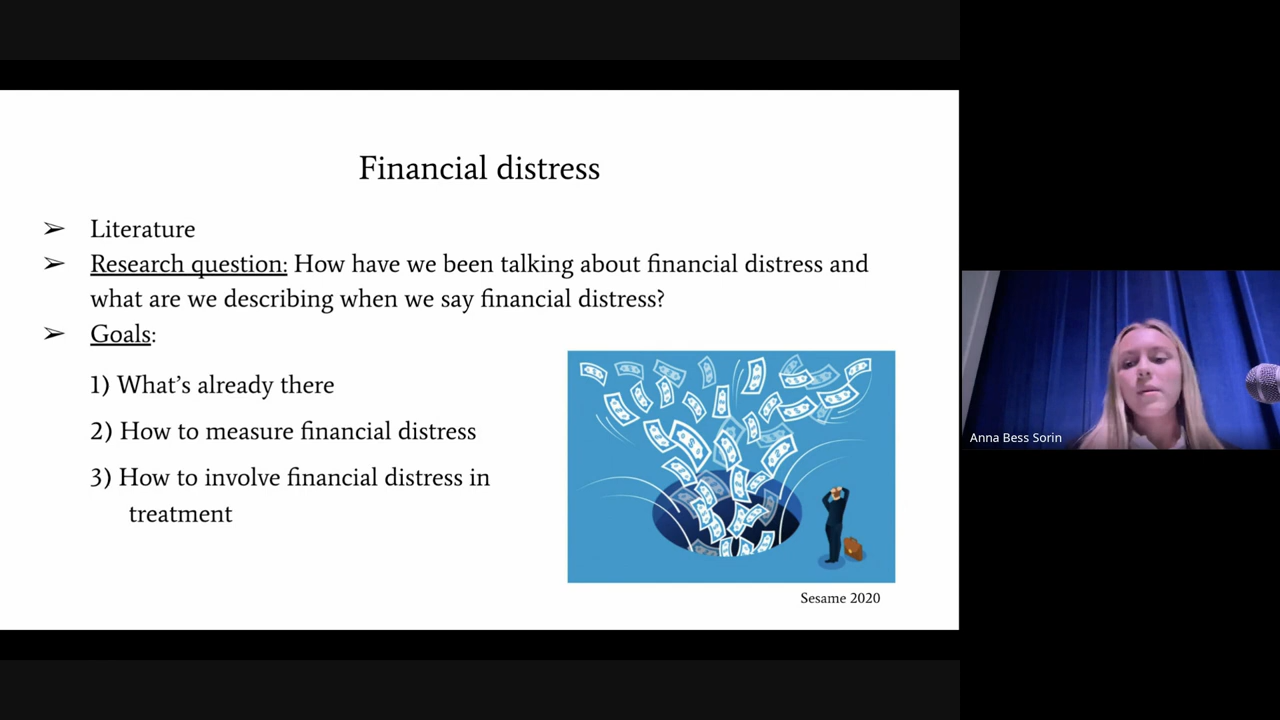 Financial distress
➢ Literature
➢ Research question: How have we been talking about financial distress and
what are we describing when we say financial distress?
➢ Goals:
1) What’s already there
2) How to measure financial distress
3) How to involve financial distress in
treatment
Sesame 2020
Anna Bess Sorin